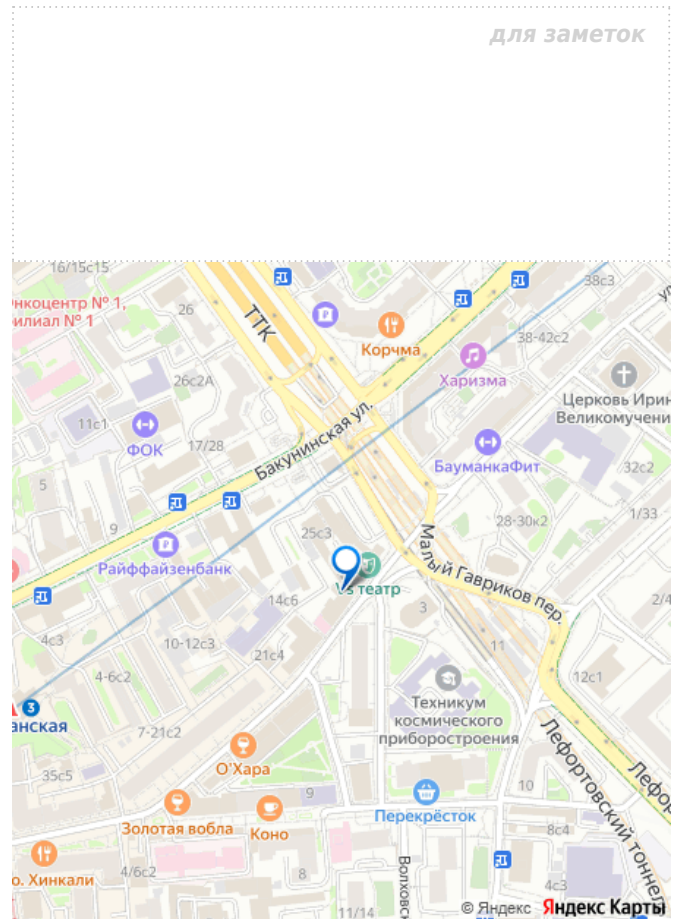 для заметок
16/15с15
38с3
нкоцентр № 1,
илиал № 1
26
ТТК
Корчма
38-42с2
Харизма
26с2А
Церковь Ирин
Великомучени
11с1
ФОК
17/28
Бакунинская ул.
БауманкаФит
32с2
5
9
28-30к2
1/33
25с3
Райффайзенбанк
Малый Гавриков пер.
театр
14с6
3
2/4
4с3
10-12с3
21с4
11
4-6с2
12с1
3
анская
Техникум
космического
приборостроения
7-21с2
О'Хара
35с5
Лефортовский тоннель
Лефор
9
10
Золотая вобла
Коно
Перекрёсток
8с4
о. Хинкали
4/6с2
8
Волховс
4с3
11/14
© Яндекс Яндекс Карты